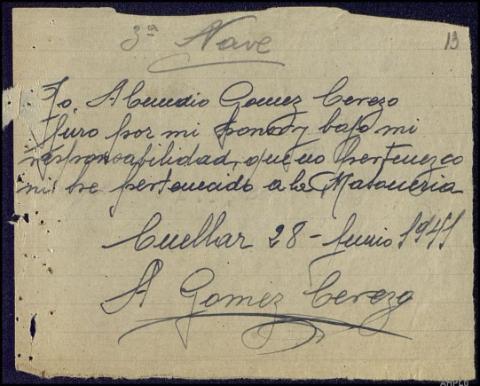 3ª Nave
13
Yo. Abundio Gomez Cerezo
Juro por mi honor y bajo mi
responsabilidad, que no pertenezco
ni he pertenecido a la Masoneria
Cuellar 28 - Junio 1941
A Gomez Cerezo